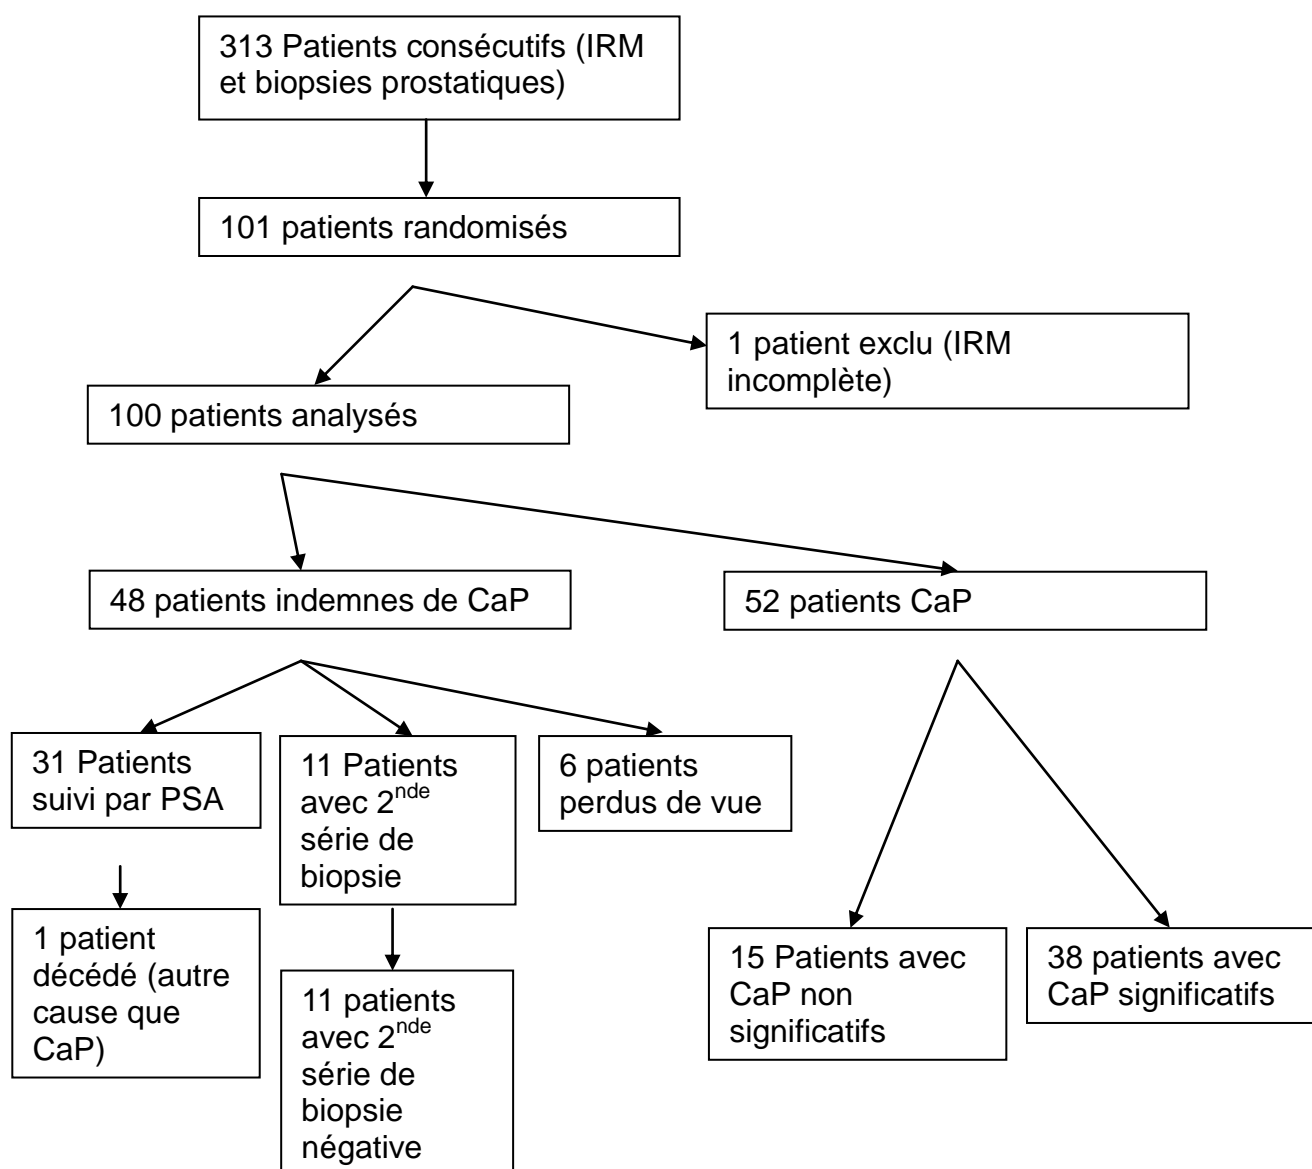 313 Patients consécutifs (IRM
et biopsies prostatiques)
101 patients randomisés
1 patient exclu (IRM
incomplète)
100 patients analysés
48 patients indemnes de CaP
52 patients CaP
31 Patients
suivi par PSA
11 Patients
avec 2nde
série de
biopsie
6 patients
perdus de vue
1 patient
décédé (autre
cause que
CaP)
11 patients
avec 2nde
série de
biopsie
négative
15 Patients avec
CaP non
significatifs
38 patients avec
CaP significatifs